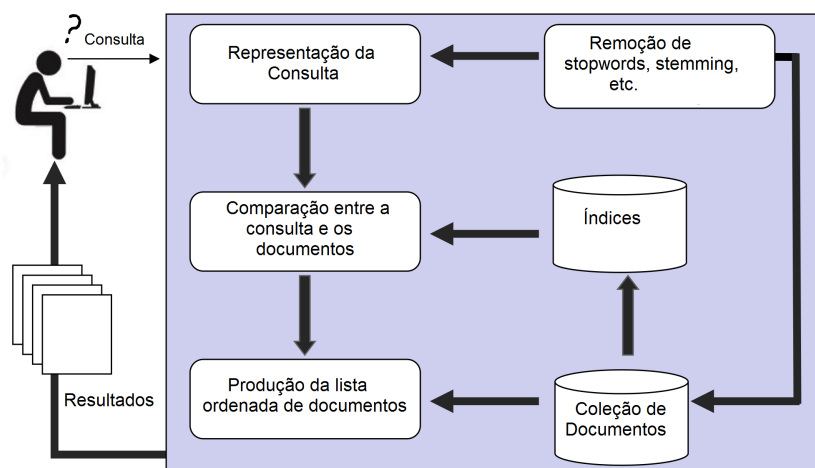 ?
Consulta
Representação da
Consulta
Remoção de
stopwords, stemming,
etc.
Comparação entre a
consulta e os
documentos
Índices
Resultados
Produção da lista
ordenada de documentos
Coleção de
Documentos